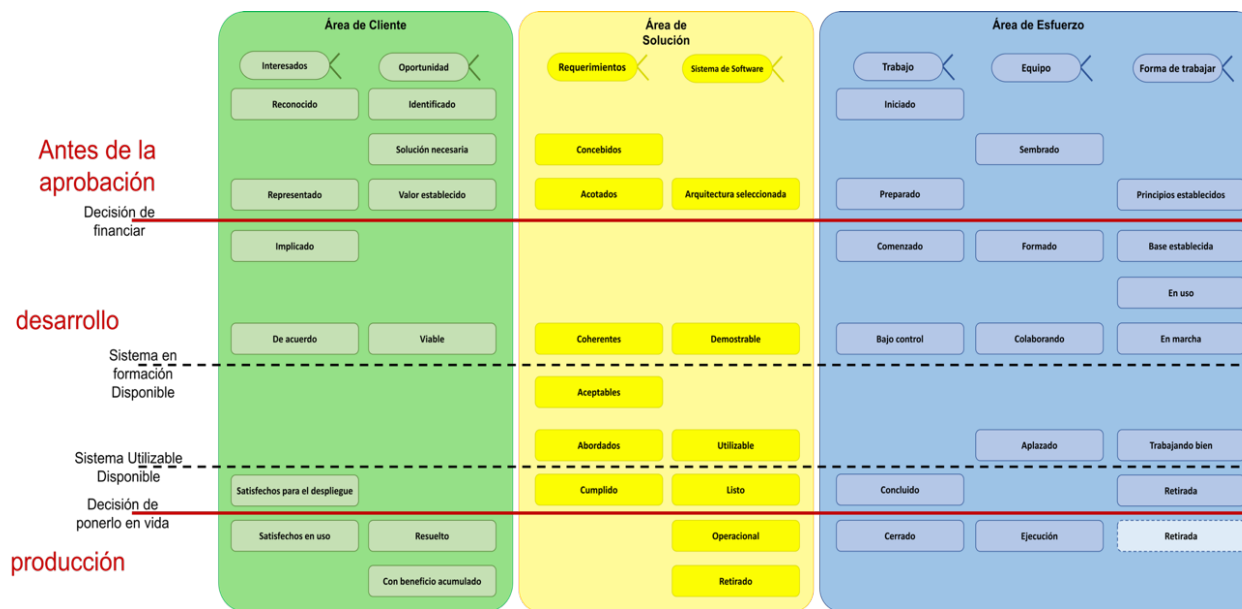 Área de Cliente
Área de
Solución
Área de Esfuerzo
Interesados
Oportunidad
Requerimientos
Sistema de Software
Trabajo
Equipo
Forma de trabajar
Reconocido
Identificado
Iniciado
Antes de la
aprobación
Solución necesaria
Concebidos
Sembrado
Representado
Valor establecido
Acotados
Arquitectura seleccionada
Preparado
Principios establecidos
Decisión de
financiar
Implicado
Comenzado
Formado
Base establecida
En uso
desarrollo
De acuerdo
Viable
Coherentes
Demostrable
Bajo control
Colaborando
En marcha
Sistema en
formación
Disponible
Aceptables
Abordados
Utilizable
Aplazado
Trabajando bien
Sistema Utilizable
Disponible
Satisfechos para el despliegue
Cumplido
Listo
Concluido
Retirada
Decisión de
ponerlo en vida
Satisfechos en uso
Resuelto
Operacional
Cerrado
Ejecución
Retirada
producción
Con beneficio acumulado
Retirado